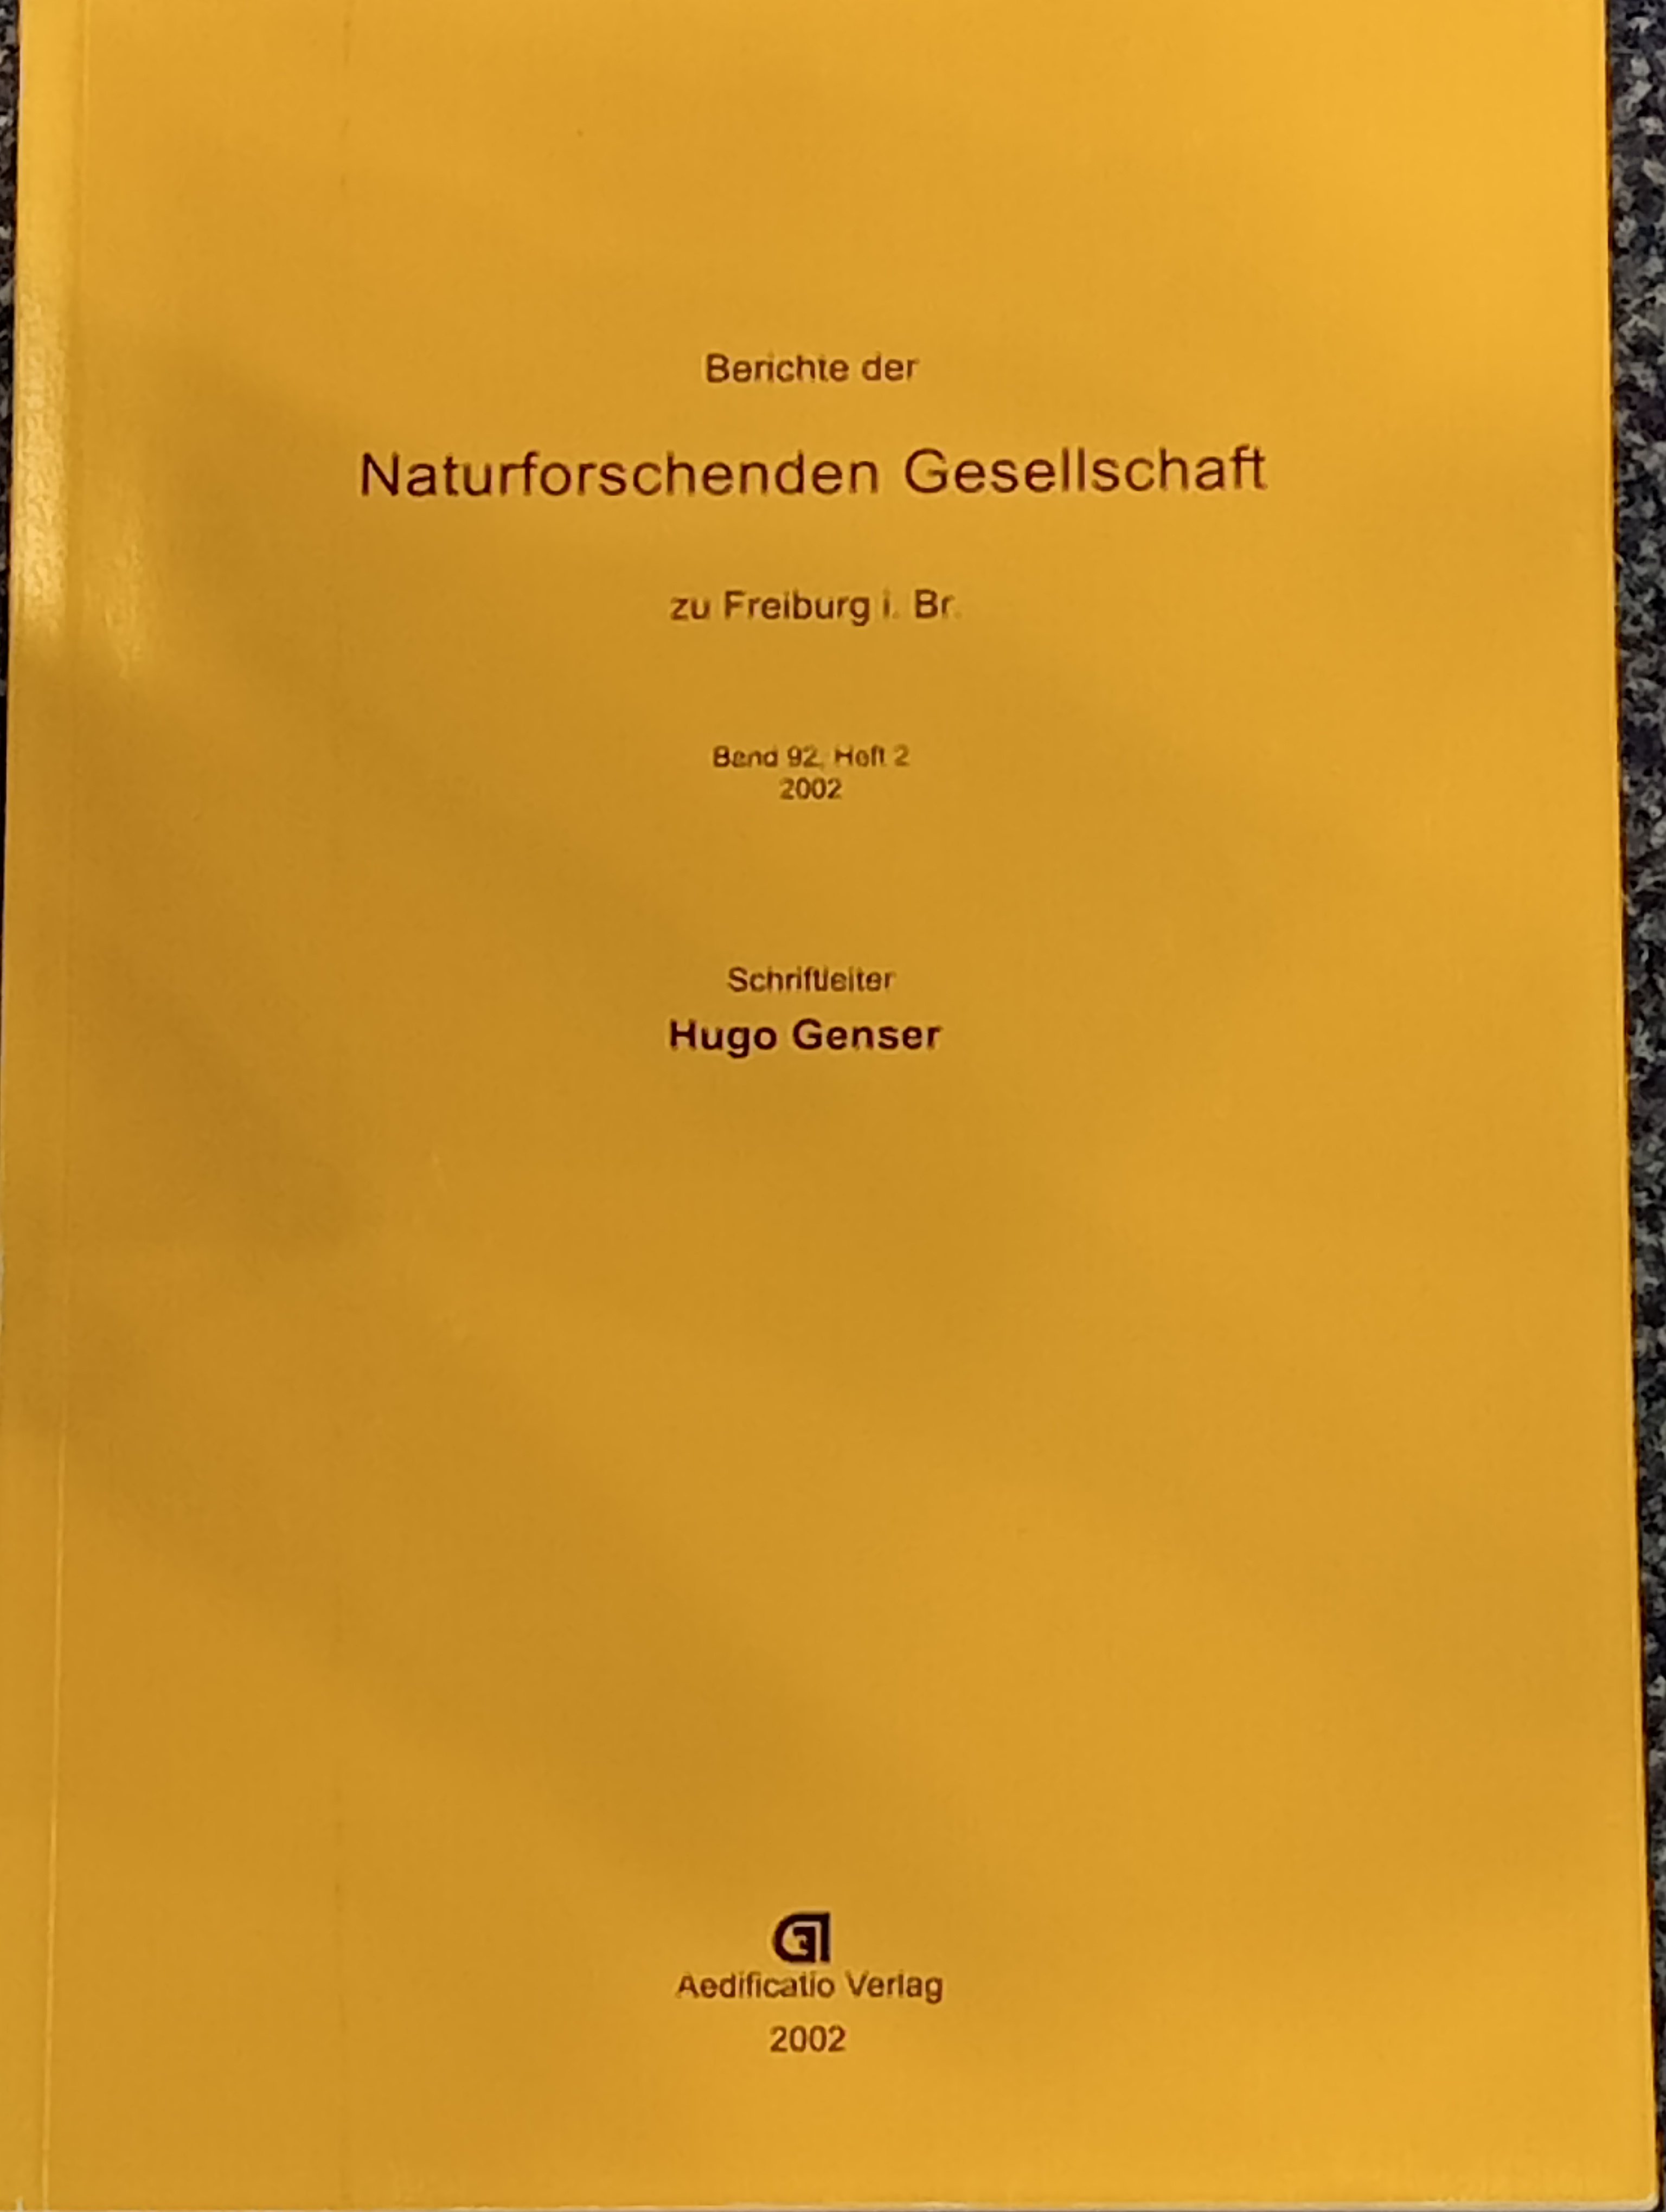 Berichte der
Naturforschenden Gesellschaft
zu Freiburg i. Br.
Band 92, Heft 2
2002
Schriftleiter
Hugo Genser
Aedificatio Verlag
2002